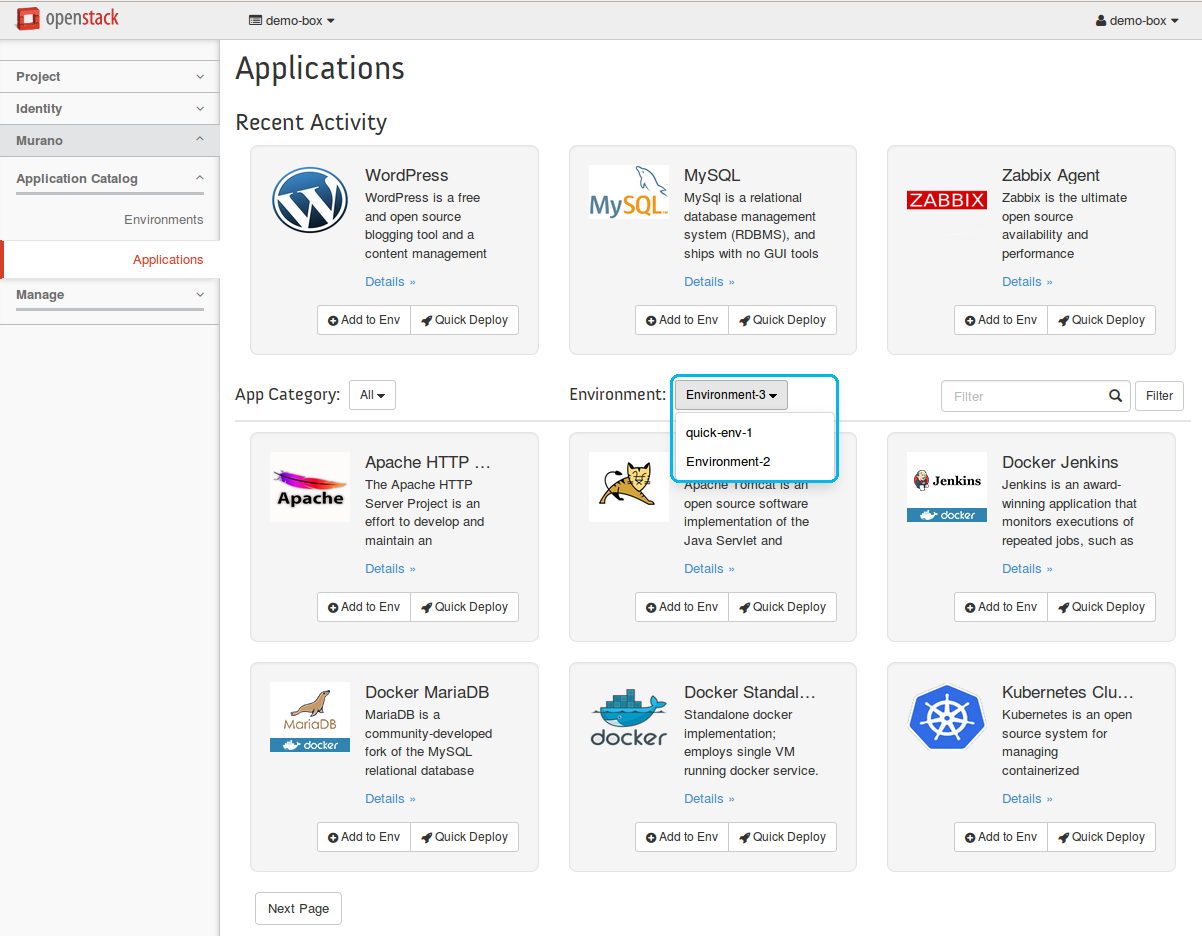 openstack
demo-box
demo-box
Project
Identity
Murano
Application Catalog
Environments
Applications
Manage
Applications
Recent Activity
WordPress
WordPress is a free
and open source
blogging tool and a
content management
Details »
Add to Env
Quick Deploy
MySQL
MySQL
MySql is a relational
database management
system (RDBMS), and
ships with no GUI tools
Details »
Add to Env
Quick Deploy
ZABBIX
Zabbix Agent
Zabbix is the ultimate
open source
availability and
performance
Details »
Add to Env
Quick Deploy
App Category:
All
Environment:
Environment-3
quick-env-1
Environment-2
Filter
Filter
Apache
Apache HTTP ...
The Apache HTTP
Server Project is an
effort to develop and
maintain an
Details »
Add to Env
Quick Deploy
Apache Tomcat is an
open source software
implementation of the
Java Servlet and
Details »
Add to Env
Quick Deploy
Jenkins
docker
Docker Jenkins
Jenkins is an award-
winning application that
monitors executions of
repeated jobs, such as
Details »
Add to Env
Quick Deploy
MariaDB
docker
Docker MariaDB
MariaDB is a
community-developed
fork of the MySQL
relational database
Details »
Add to Env
Quick Deploy
docker
Docker Standal...
Standalone docker
implementation;
employs single VM
running docker service.
Details »
Add to Env
Quick Deploy
Kubernetes Clu...
Kubernetes is an open
source system for
managing
containerized
Details »
Add to Env
Quick Deploy
Next Page